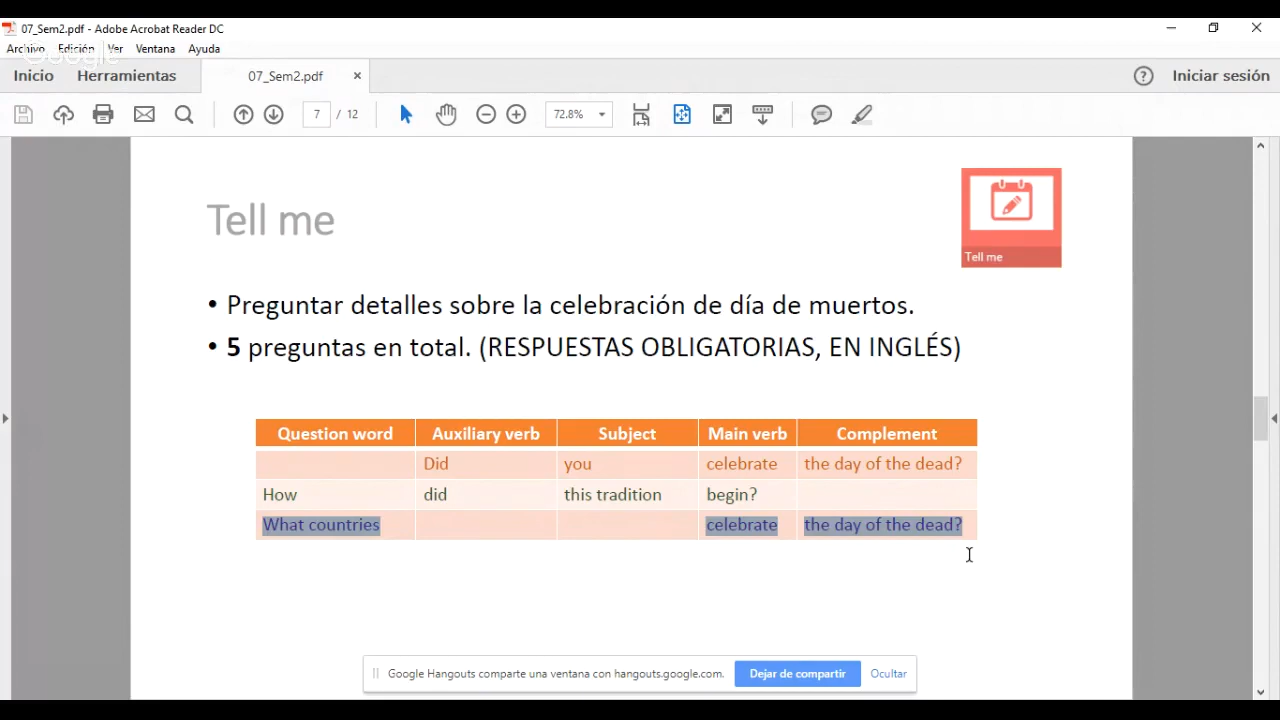 07_Sem2.pdf - Adobe Acrobat Reader DC
Archivo Edición Ver Ventana Ayuda
Google
Inicio Herramientas 07_Sem2.pdf × ? Iniciar sesión
7 / 12 72.8%
Tell me
Tell me
• Preguntar detalles sobre la celebración de día de muertos.
• 5 preguntas en total. (RESPUESTAS OBLIGATORIAS, EN INGLÉS)
Question word Auxiliary verb Subject Main verb Complement
Did you celebrate the day of the dead?
How did this tradition begin?
What countries celebrate the day of the dead?
Google Hangouts comparte una ventana con hangouts.google.com. Dejar de compartir Ocultar